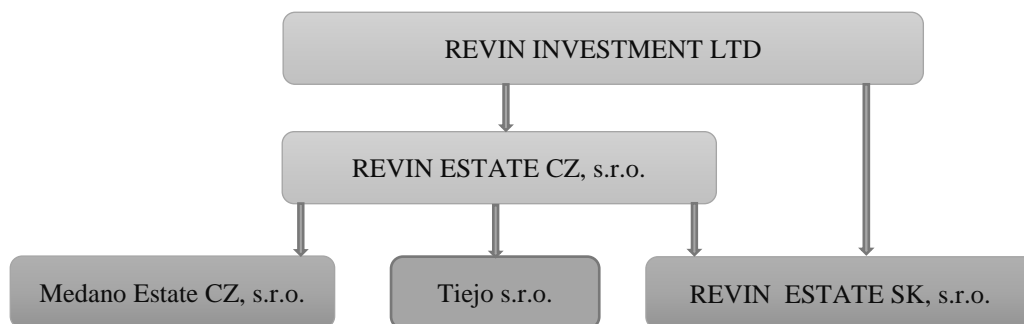 REVIN INVESTMENT LTD
REVIN ESTATE CZ, s.r.o.
Medano Estate CZ, s.r.o.
Tiejo s.r.o.
REVIN ESTATE SK, s.r.o.